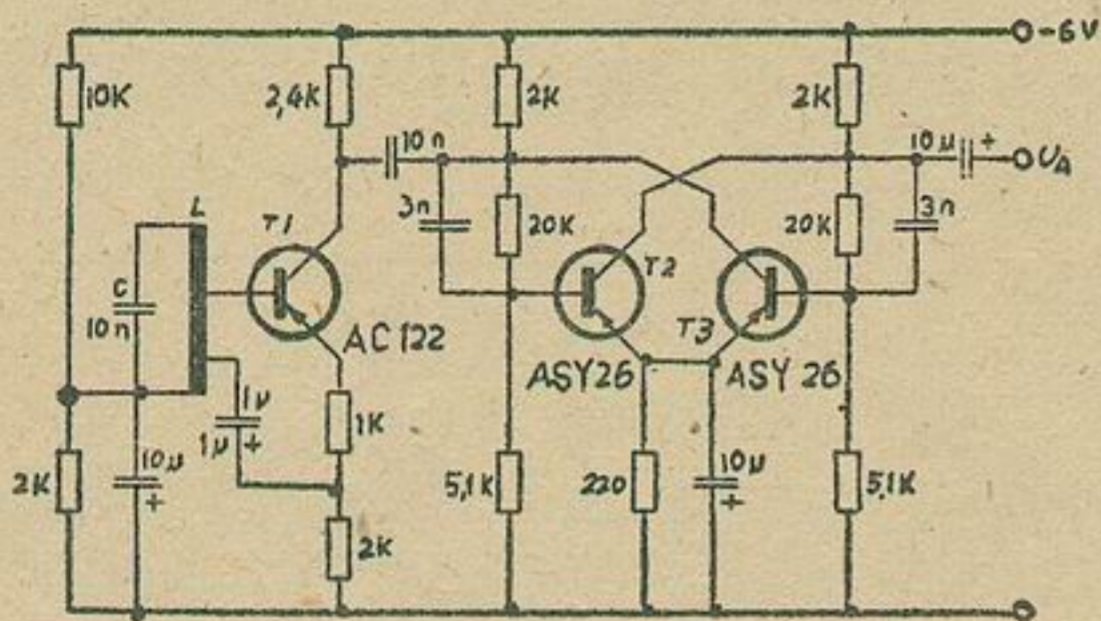 -6V
10K
2,4K
2K
2K
10n
10μ
+
UA
L
T1
3n
20K
20K
3n
C
T2
10n
AC122
T3
ASY26
ASY 26
1μ
1K
1μ
+
10μ
2K
+
5,1K
220
10μ
+
5,1K
2K